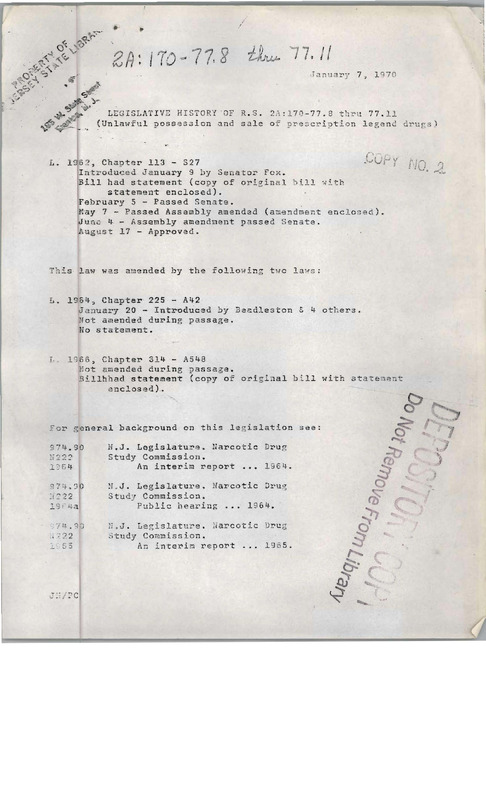 PROPERTY OF
JERSEY STATE LIBRARY
185 W. State Street
Trenton, N. J.
2A:170-77.8 thru 77.11
January 7, 1970
LEGISLATIVE HISTORY OF R.S. 2A:170-77.8 thru 77.11
(Unlawful possession and sale of prescription legend drugs)
COPY NO. 2
L. 1962, Chapter 113 - S27
Introduced January 9 by Senator Fox.
Bill had statement (copy of original bill with
statement enclosed).
February 5 - Passed Senate.
May 7 - Passed Assembly amended (amendment enclosed).
June 4 - Assembly amendment passed Senate.
August 17 - Approved.
This law was amended by the following two laws:
L. 1964, Chapter 225 - A42
January 20 - Introduced by Beadleston & 4 others.
Not amended during passage.
No statement.
L. 1966, Chapter 314 - A548
Not amended during passage.
Billhhad statement (copy of original bill with statement
enclosed).
For general background on this legislation see:
974.90 N.J. Legislature. Narcotic Drug
N222 Study Commission.
1964 An interim report ... 1964.
974.90 N.J. Legislature. Narcotic Drug
N222 Study Commission.
1964a Public hearing ... 1964.
974.90 N.J. Legislature. Narcotic Drug
N222 Study Commission.
1965 An interim report ... 1965.
DEPOSITORY COPY
Do Not Remove From Library
JH/PC